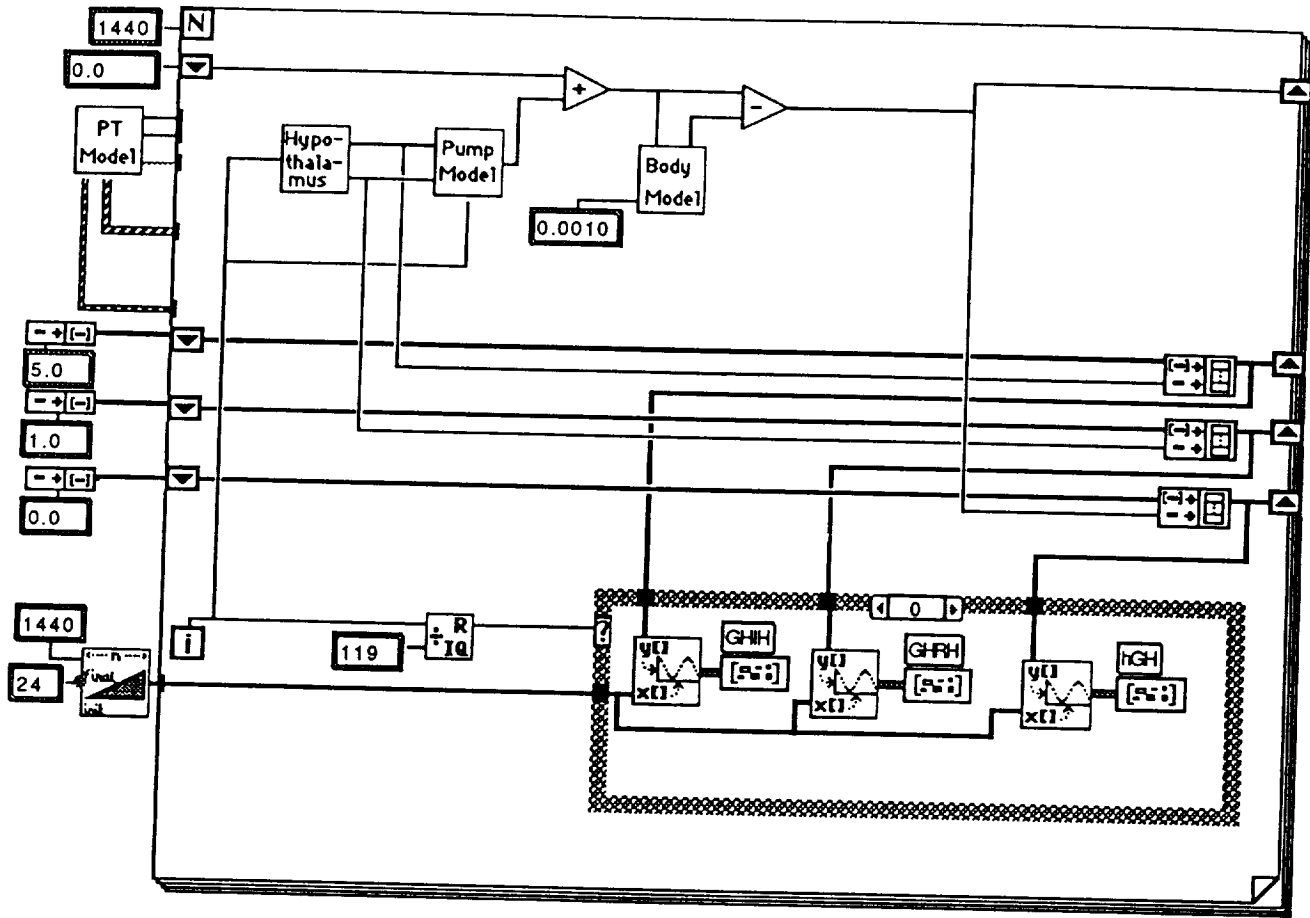 1440
N
0.0
PT
Model
Hypo-
thala-
mus
Pump
Model
+
-
Body
Model
0.0010
- + [-]
5.0
- + [-]
1.0
- + [-]
0.0
[-] +
- +
[-] +
- +
[-] +
- +
1440
n
24
init
i
119
÷ R
IQ
?
0
y[]
x[]
GHIH
y[]
x[]
GHRH
y[]
x[]
hGH